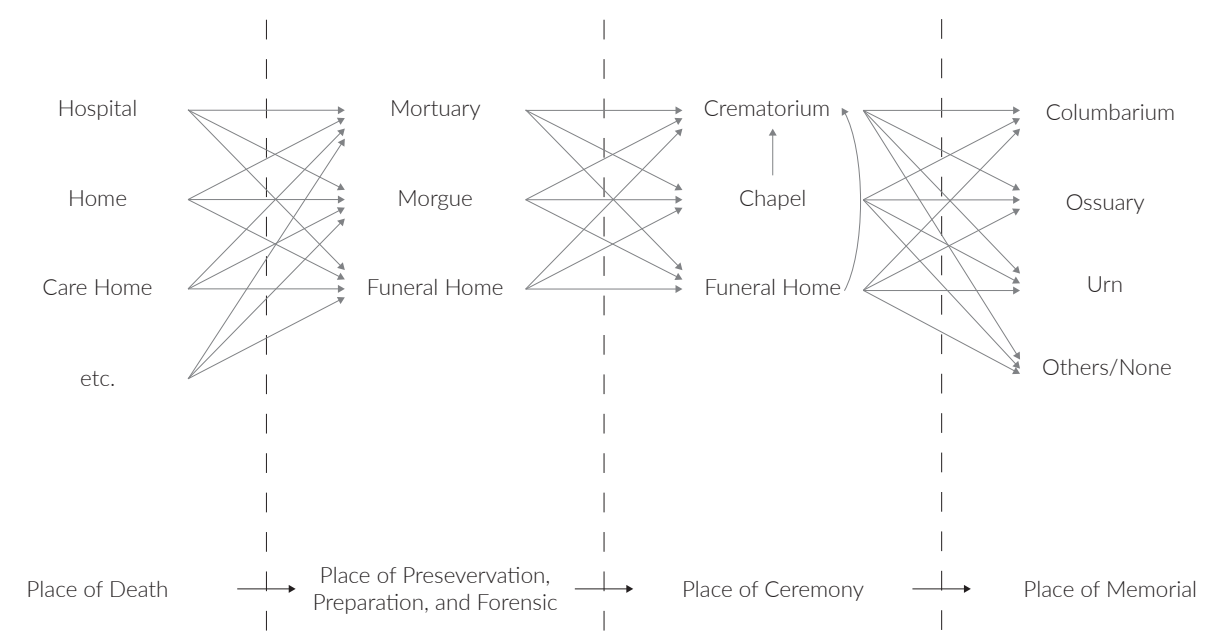 Hospital
Home
Care Home
etc.
Mortuary
Morgue
Funeral Home
Crematorium
Chapel
Funeral Home
Columbarium
Ossuary
Urn
Others/None
Place of Death
Place of Presevervation,
Preparation, and Forensic
Place of Ceremony
Place of Memorial